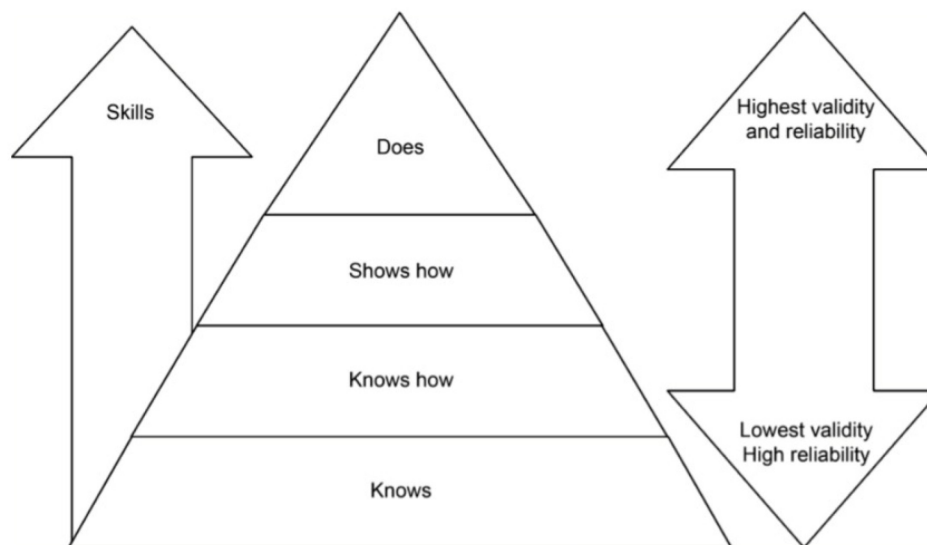 Skills
Does
Shows how
Knows how
Knows
Highest validity
and reliability
Lowest validity
High reliability